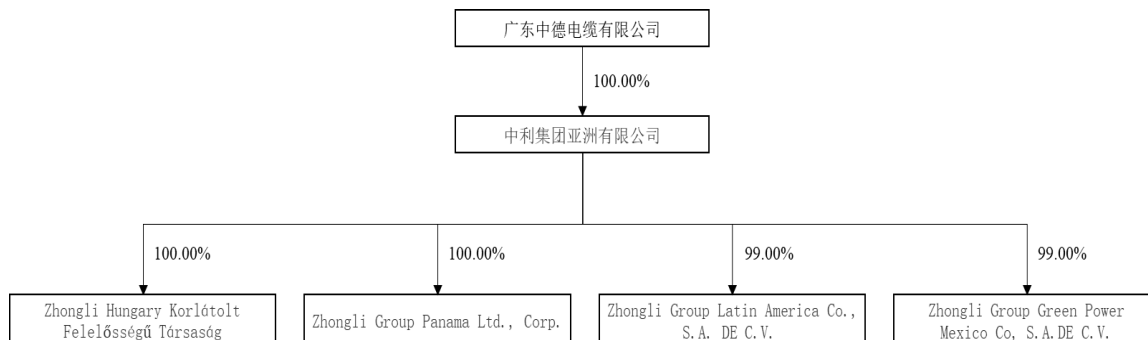 广东中德电缆有限公司
100.00%
中利集团亚洲有限公司
100.00%
100.00%
99.00%
99.00%
Zhongli Hungary Korlátolt
Felelősségű Társaság
Zhongli Group Panama Ltd., Corp.
Zhongli Group Latin America Co.,
S.A. DE C.V.
Zhongli Group Green Power
Mexico Co, S.A.DE C.V.